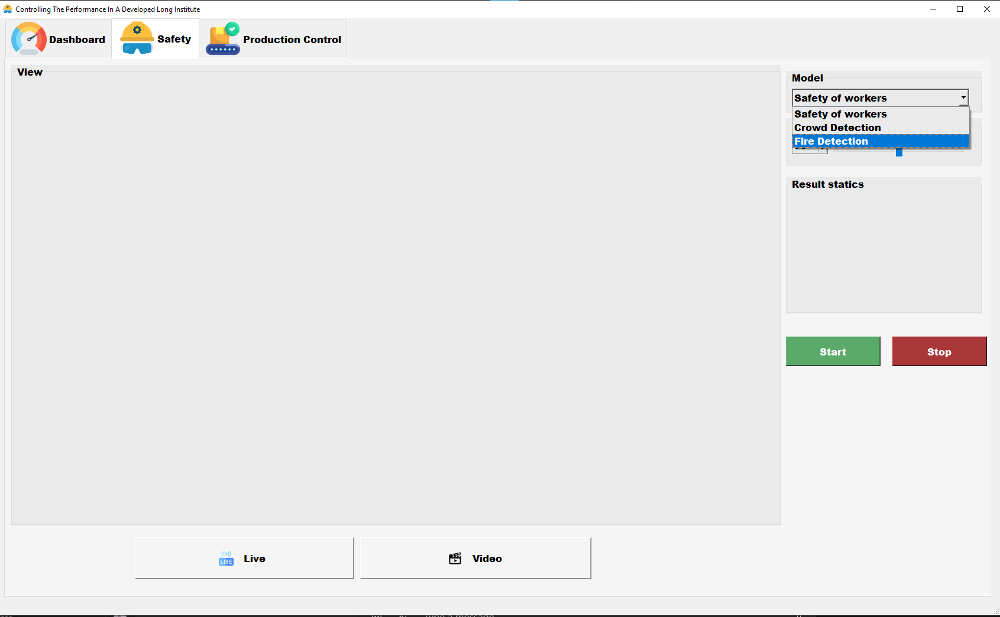 Controlling The Performance In A Developed Long Institute
Dashboard
Safety
Production Control
View
Model
Safety of workers
Safety of workers
Crowd Detection
Fire Detection
Result statics
Start
Stop
LIVE
Live
Video